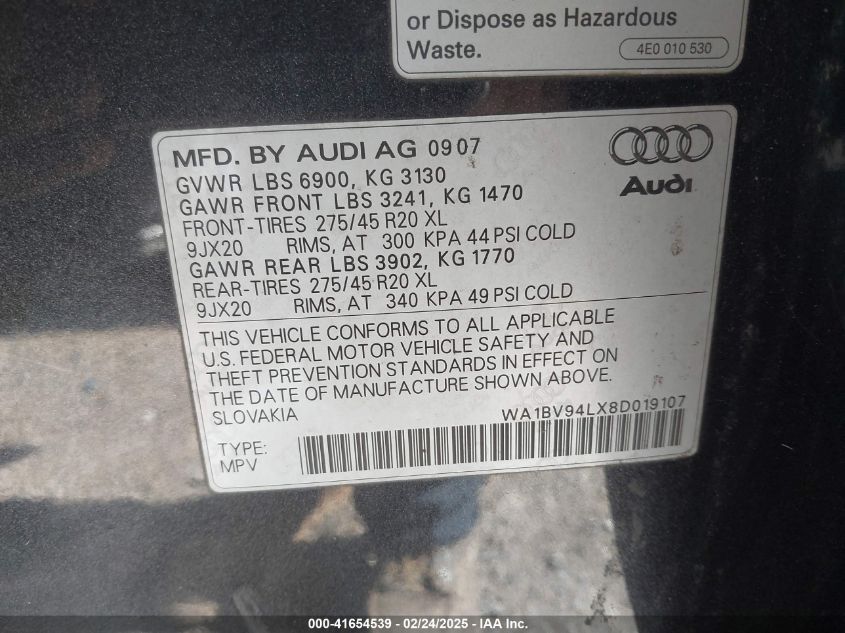 or Dispose as Hazardous
Waste.
4E0 010 530
MFD. BY AUDI AG 09 07
GVWR LBS 6900, KG 3130
GAWR FRONT LBS 3241, KG 1470
FRONT-TIRES 275/45 R20 XL
9JX20 RIMS, AT 300 KPA 44 PSI COLD
GAWR REAR LBS 3902, KG 1770
REAR-TIRES 275/45 R20 XL
9JX20 RIMS, AT 340 KPA 49 PSI COLD
Audi
THIS VEHICLE CONFORMS TO ALL APPLICABLE
U.S. FEDERAL MOTOR VEHICLE SAFETY AND
THEFT PREVENTION STANDARDS IN EFFECT ON
THE DATE OF MANUFACTURE SHOWN ABOVE.
SLOVAKIA WA1BV94LX8D019107
TYPE:
MPV
000-41654539 - 02/24/2025 - IAA Inc.